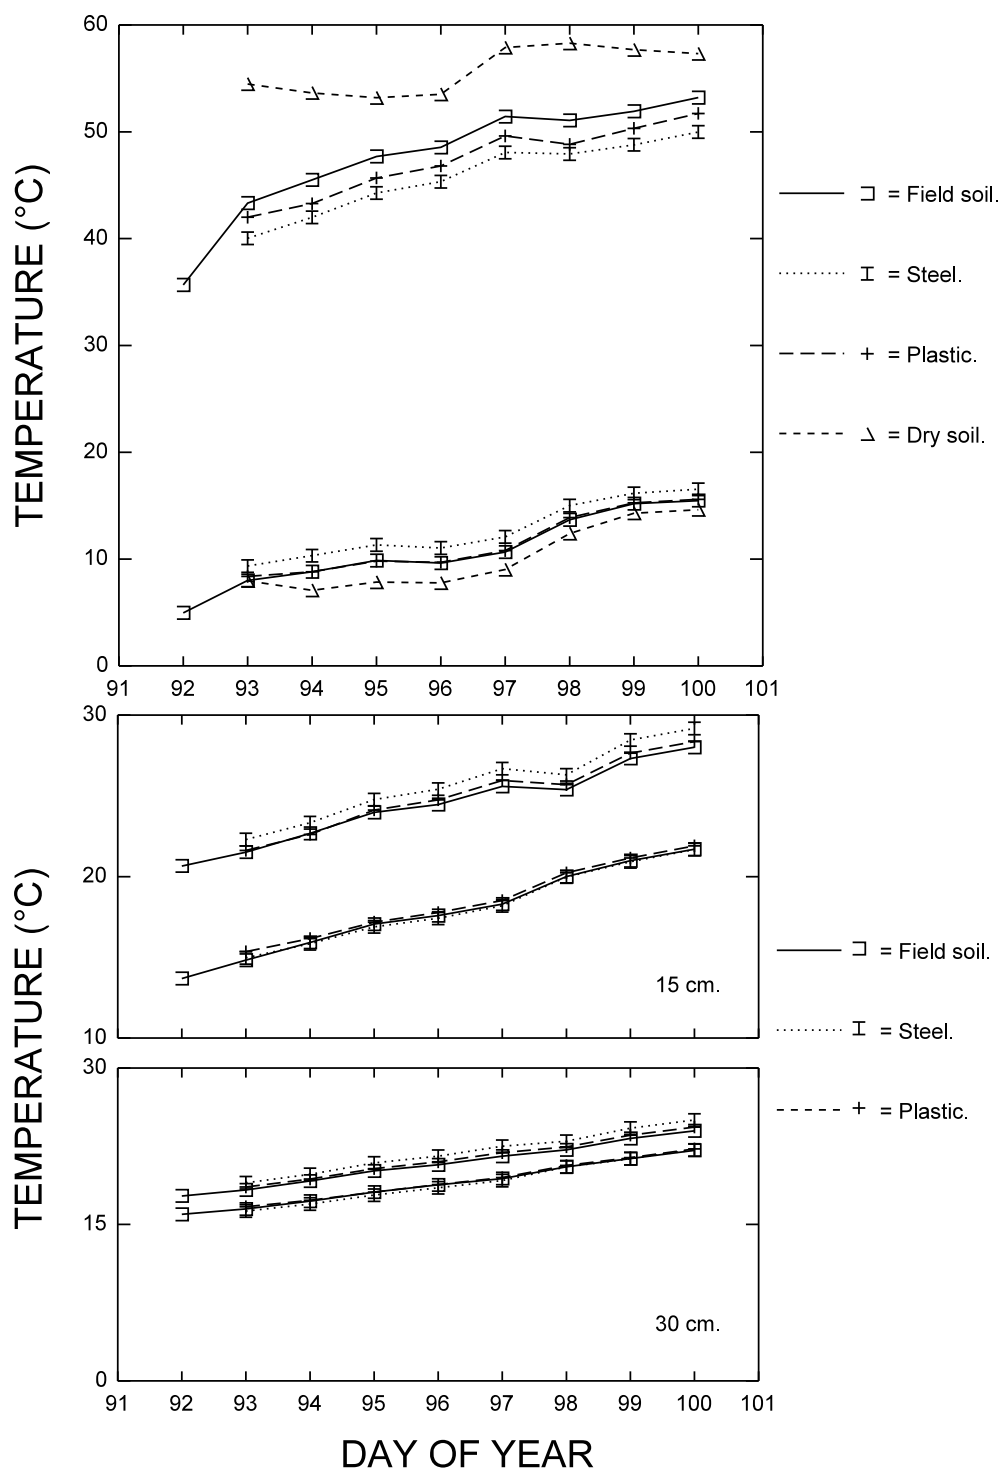 60
50
40
30
20
10
0
TEMPERATURE (°C)
91 92 93 94 95 96 97 98 99 100 101
= Field soil.
= Steel.
= Plastic.
= Dry soil.
30
20
10
15 cm.
TEMPERATURE (°C)
= Field soil.
= Steel.
= Plastic.
30
15
0
30 cm.
91 92 93 94 95 96 97 98 99 100 101
DAY OF YEAR